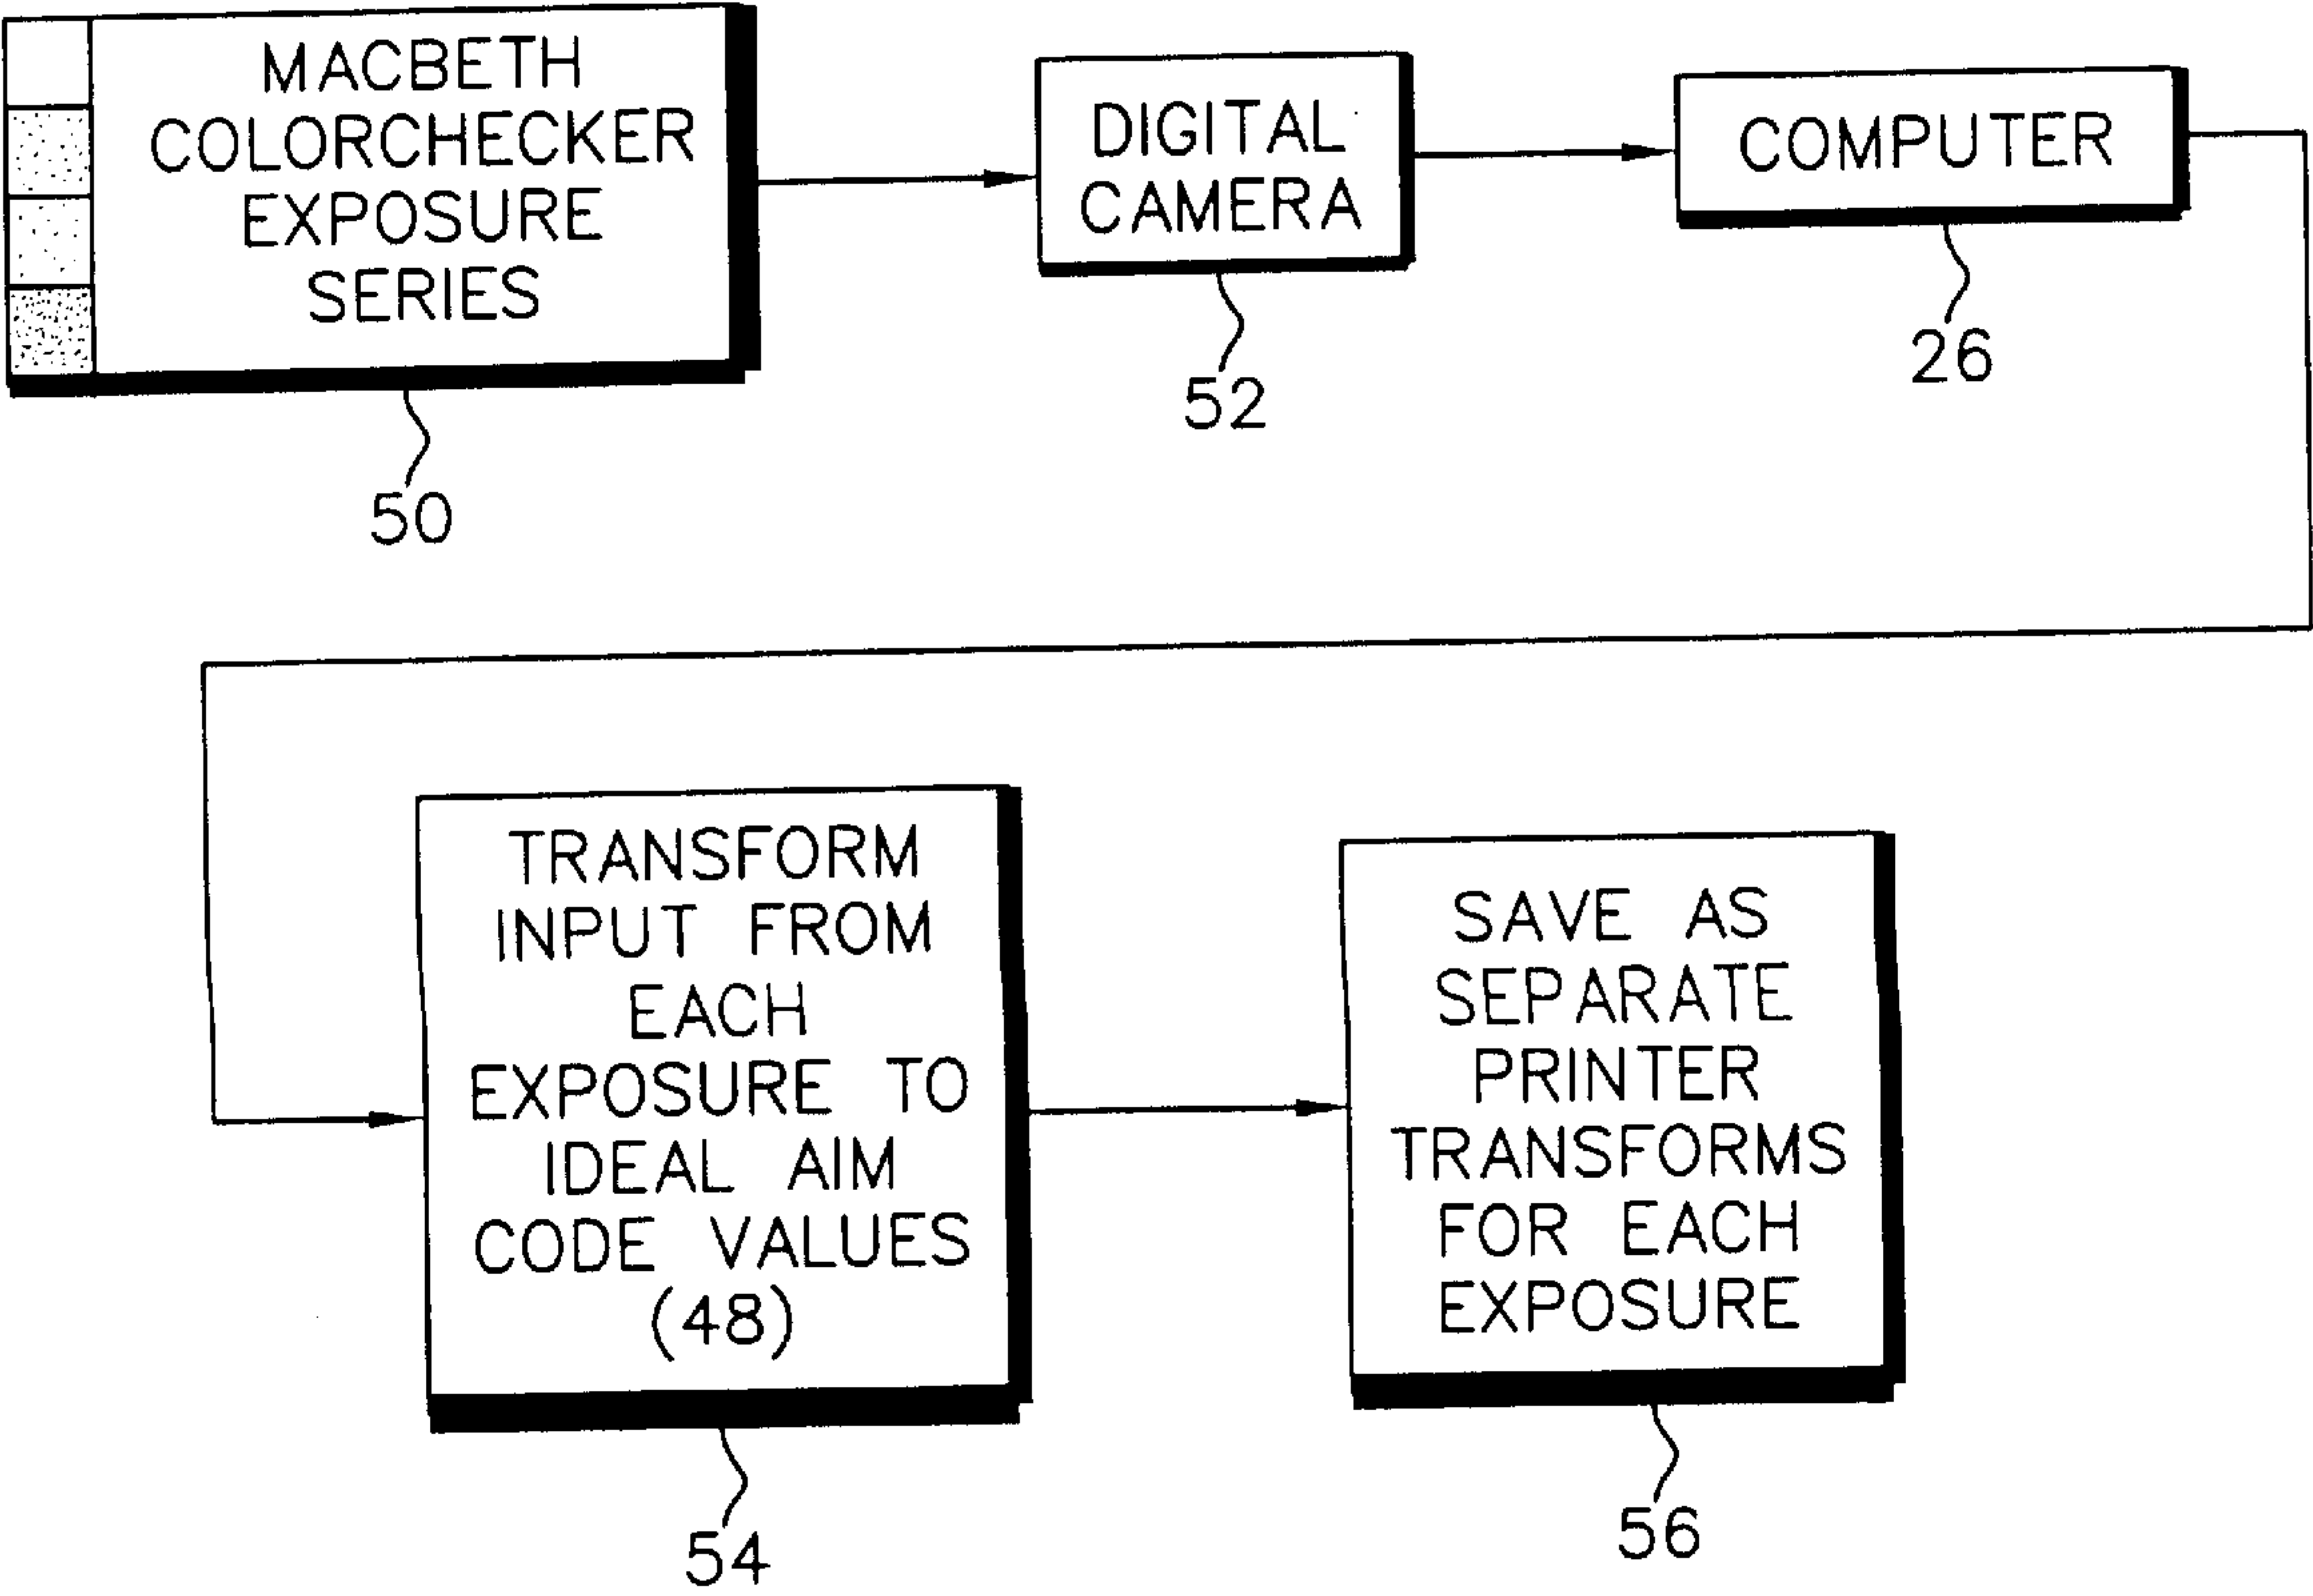 MACBETH
COLORCHECKER
EXPOSURE
SERIES
50
DIGITAL
CAMERA
52
COMPUTER
26
TRANSFORM
INPUT FROM
EACH
EXPOSURE TO
IDEAL AIM
CODE VALUES
(48)
54
SAVE AS
SEPARATE
PRINTER
TRANSFORMS
FOR EACH
EXPOSURE
56